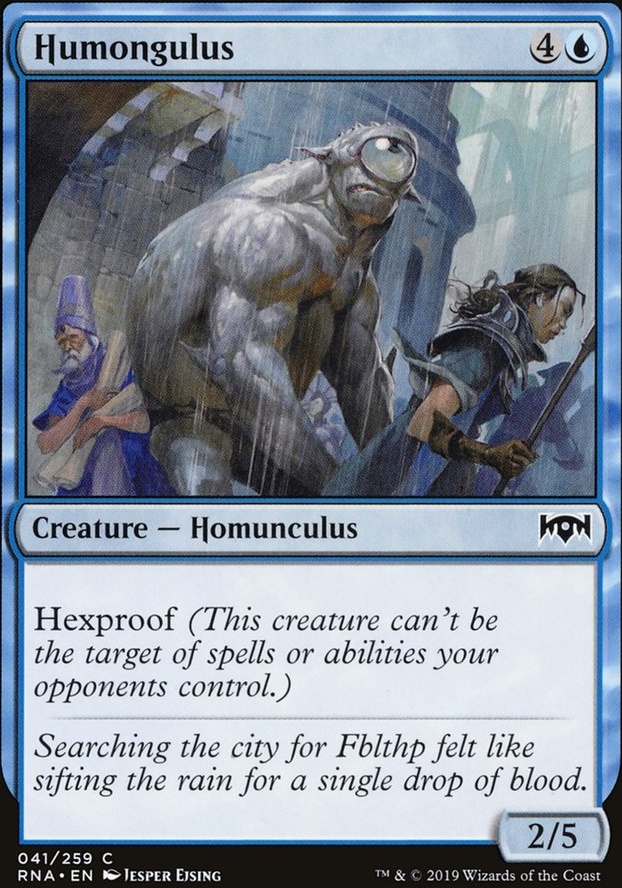 Humongulus
4
Creature — Homunculus
Hexproof (This creature can't be
the target of spells or abilities your
opponents control.)
Searching the city for Fblthp felt like
sifting the rain for a single drop of blood.
2/5
041/259 C
RNA • EN Jesper Ejsing
™ & © 2019 Wizards of the Coast